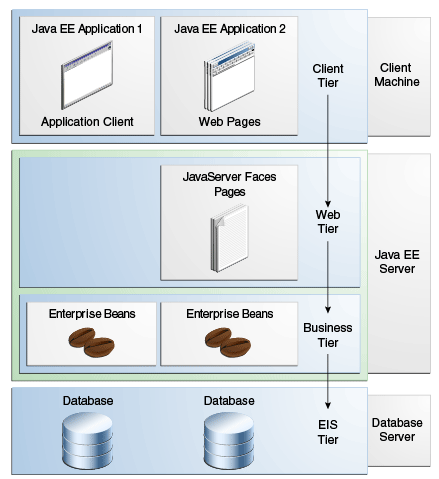 Java EE Application 1
Java EE Application 2
Application Client
Web Pages
Client
Tier
Client
Machine
JavaServer Faces
Pages
Web
Tier
Java EE
Server
Enterprise Beans
Enterprise Beans
Business
Tier
Database
Database
EIS
Tier
Database
Server